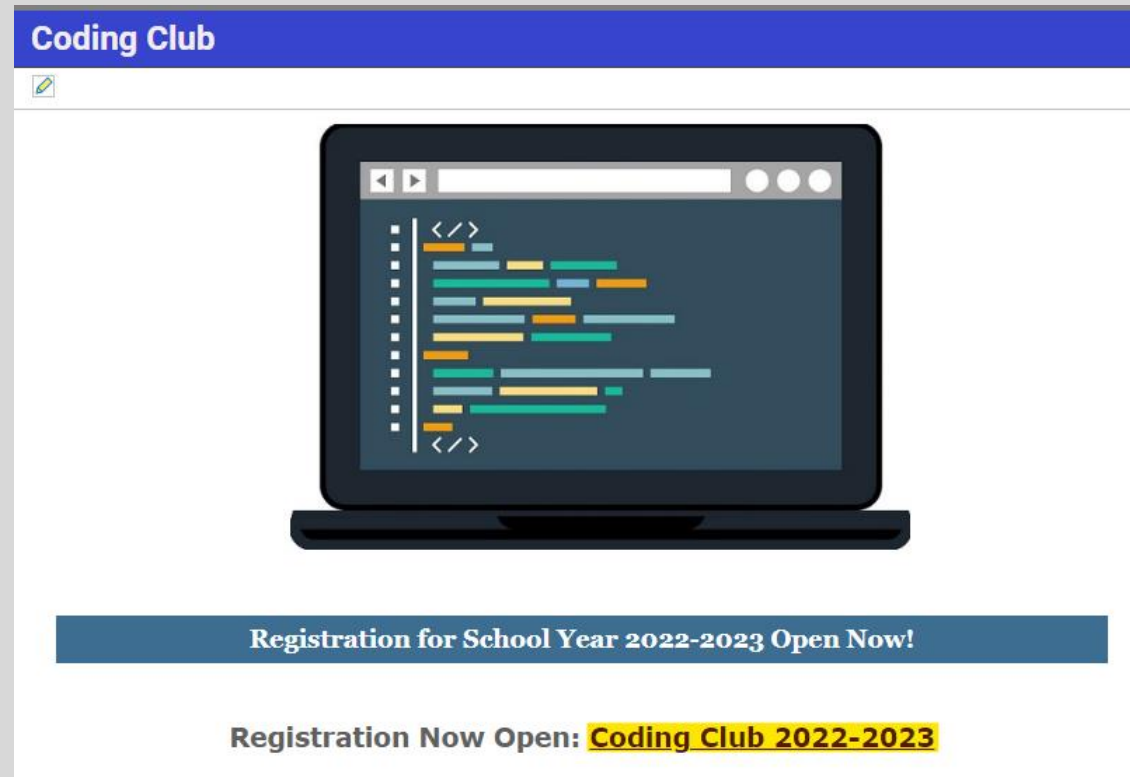 Coding Club
</>
</>
Registration for School Year 2022-2023 Open Now!
Registration Now Open: Coding Club 2022-2023